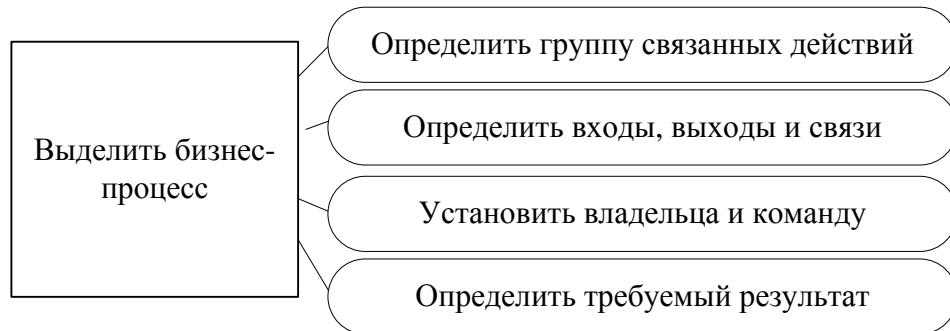 Определить группу связанных действий
Определить входы, выходы и связи
Выделить бизнес-
процесс
Установить владельца и команду
Определить требуемый результат